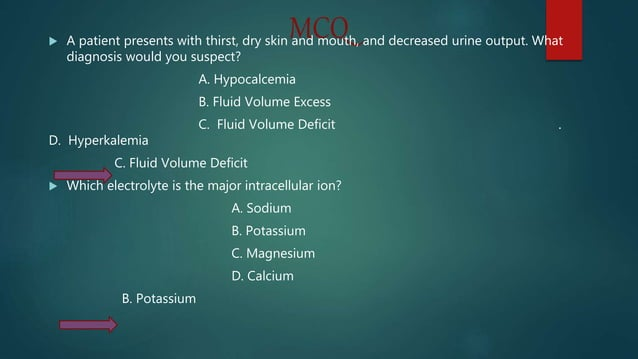 MCQ
A patient presents with thirst, dry skin and mouth, and decreased urine output. What
diagnosis would you suspect?
A. Hypocalcemia
B. Fluid Volume Excess
C. Fluid Volume Deficit .
D. Hyperkalemia
C. Fluid Volume Deficit
Which electrolyte is the major intracellular ion?
A. Sodium
B. Potassium
C. Magnesium
D. Calcium
B. Potassium